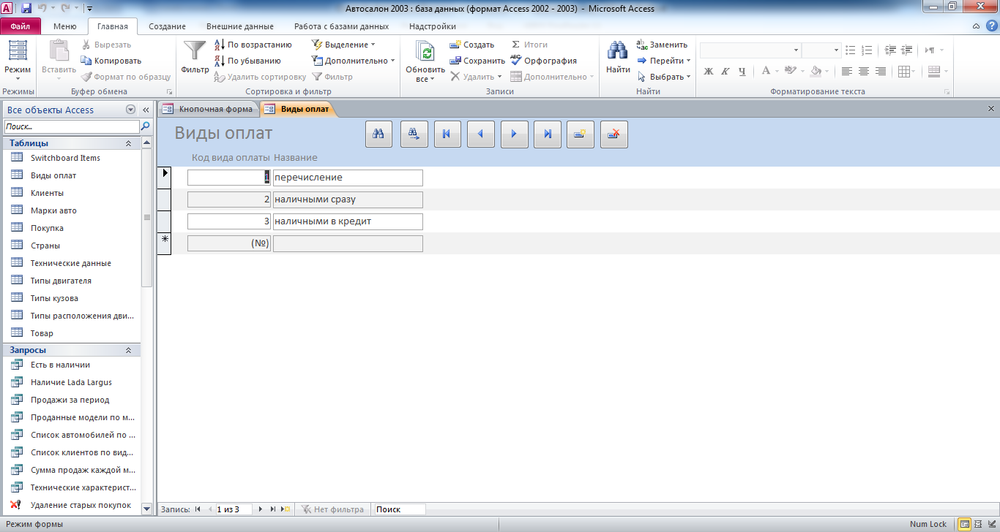 Автосалон 2003 : база данных (формат Access 2002 - 2003) - Microsoft Access
Файл Меню Главная Создание Внешние данные Работа с базами данных Надстройки
Режим
Режимы
Вставить
Вырезать
Копировать
Формат по образцу
Буфер обмена
Фильтр
По возрастанию
По убыванию
Удалить сортировку
Выделение
Дополнительно
Фильтр
Сортировка и фильтр
Обновить
все
Создать
Сохранить
Удалить
Итоги
Орфография
Дополнительно
Записи
Найти
Заменить
Перейти
Выбрать
Найти
Ж К Ч А
Форматирование текста
Все объекты Access
Поиск...
Таблицы
Switchboard Items
Виды оплат
Клиенты
Марки авто
Покупка
Страны
Технические данные
Типы двигателя
Типы кузова
Типы расположения дви...
Товар
Запросы
Есть в наличии
Наличие Lada Largus
Продажи за период
Проданные модели по м...
Список автомобилей по ...
Список клиентов по вид...
Сумма продаж каждой м...
Технические характерист...
Удаление старых покупок
Кнопочная форма Виды оплат
Виды оплат
Код вида оплаты Название
1 перечисление
2 наличными сразу
3 наличными в кредит
(№)
Запись: 1 из 3 Нет фильтра Поиск
Режим формы Num Lock